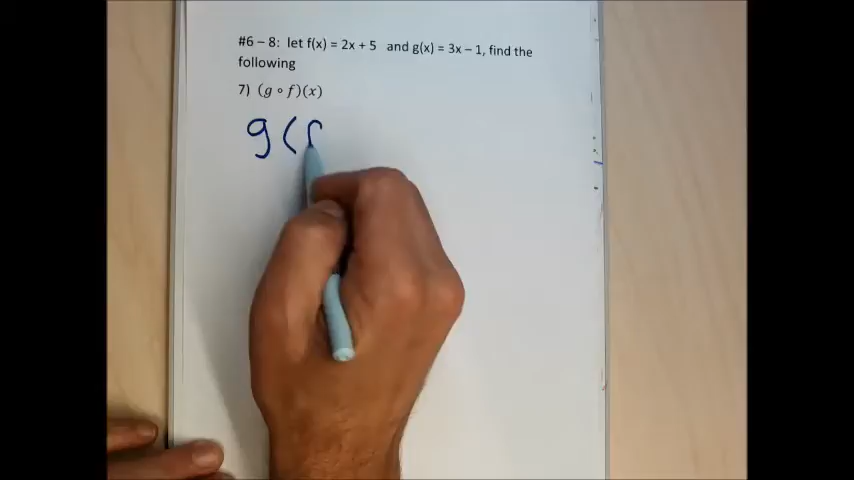 #6 – 8: let f(x) = 2x + 5 and g(x) = 3x – 1, find the
following
7) (g ∘ f)(x)
g (